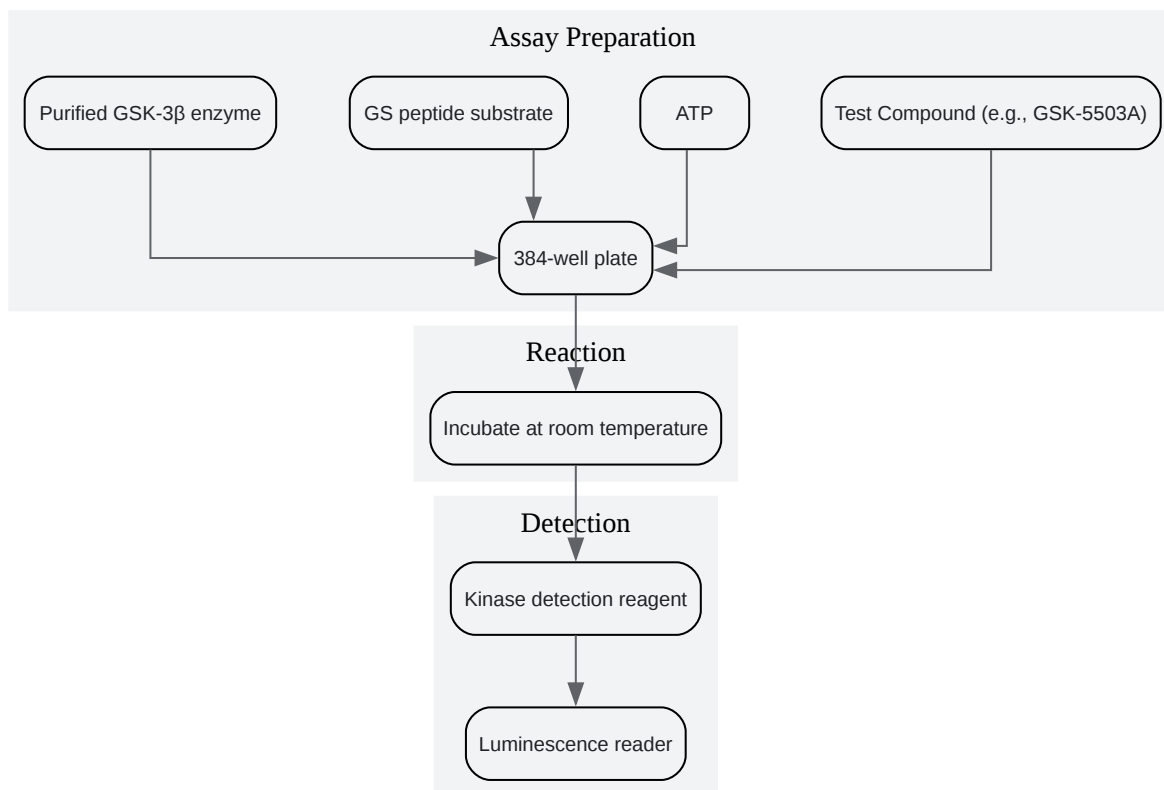 Assay Preparation
Purified GSK-3β enzyme
GS peptide substrate
ATP
Test Compound (e.g., GSK-5503A)
384-well plate
Reaction
Incubate at room temperature
Detection
Kinase detection reagent
Luminescence reader